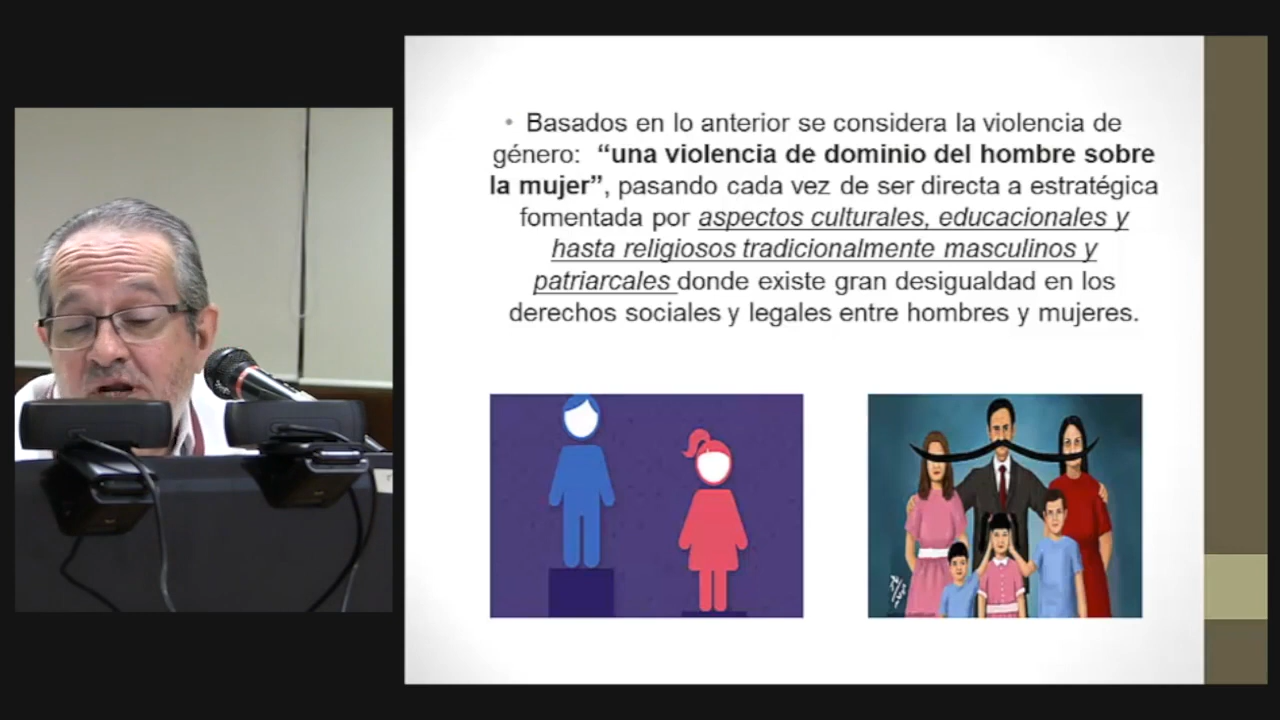 • Basados en lo anterior se considera la violencia de
género: “una violencia de dominio del hombre sobre
la mujer”, pasando cada vez de ser directa a estratégica
fomentada por aspectos culturales, educacionales y
hasta religiosos tradicionalmente masculinos y
patriarcales donde existe gran desigualdad en los
derechos sociales y legales entre hombres y mujeres.